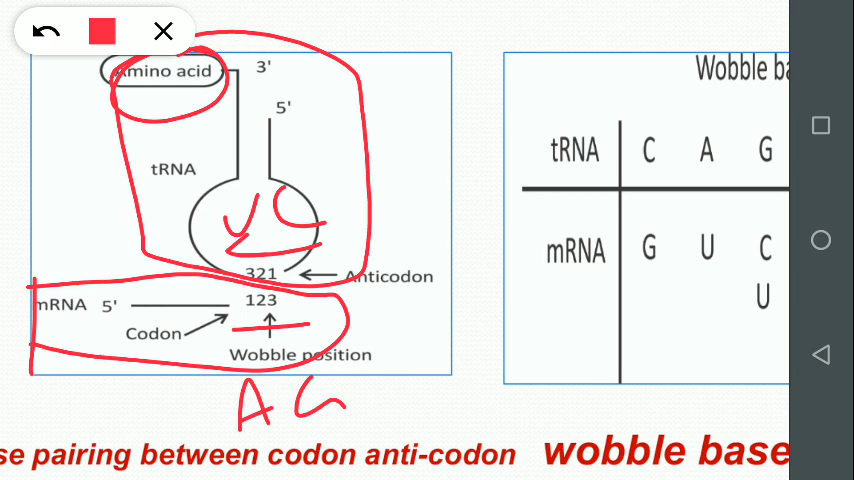 Amino acid
3'
5'
tRNA
321
Anticodon
mRNA 5'
123
Codon
Wobble position
A G
Wobble ba
tRNA C A G
mRNA G U C
U
se pairing between codon anti-codon wobble base